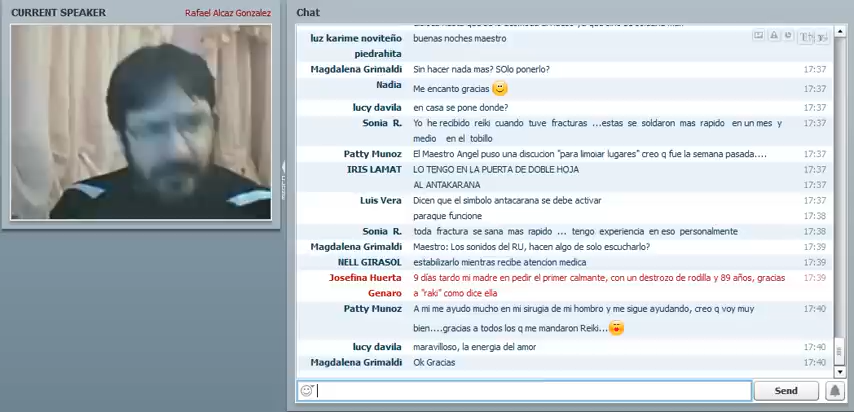 CURRENT SPEAKER
Rafael Alcaz Gonzalez
Chat
luz karime noviteño buenas noches maestro
piedrahita
Magdalena Grimaldi Sin hacer nada mas? SOlo ponerlo? 17:37
Nadia Me encanto gracias 17:37
lucy davila en casa se pone donde? 17:37
Sonia R. Yo he recibido reiki cuando tuve fracturas ...estas se soldaron mas rapido en un mes y 17:37
medio en el tobillo
Patty Munoz El Maestro Angel puso una discucion "para limoiar lugares" creo q fue la semana pasada.... 17:37
IRIS LAMAT LO TENGO EN LA PUERTA DE DOBLE HOJA 17:37
AL ANTAKARANA 17:37
Luis Vera Dicen que el simbolo antacarana se debe activar 17:37
paraque funcione 17:38
Sonia R. toda fractura se sana mas rapido ... tengo experiencia en eso personalmente 17:38
Magdalena Grimaldi Maestro: Los sonidos del RU, hacen algo de solo escucharlo? 17:39
NELL GIRASOL estabilizarlo mientras recibe atencion medica 17:39
Josefina Huerta 9 días tardo mi madre en pedir el primer calmante, con un destrozo de rodilla y 89 años, gracias 17:39
Genaro a "raki" como dice ella
Patty Munoz A mi me ayudo mucho en mi sirugia de mi hombro y me sigue ayudando, creo q voy muy 17:40
bien....gracias a todos los q me mandaron Reiki...
lucy davila maravilloso, la energia del amor 17:40
Magdalena Grimaldi Ok Gracias 17:40
Send